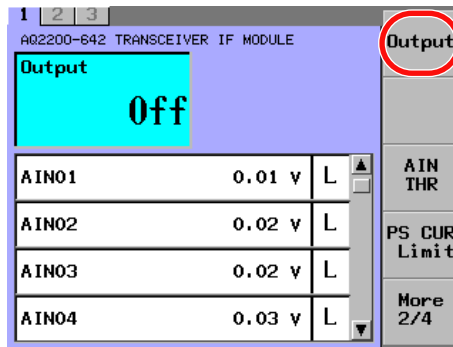 1 2 3
AQ2200-642 TRANSCEIVER IF MODULE
Output
Off
AIN01 0.01 V L
AIN02 0.02 V L
AIN03 0.02 V L
AIN04 0.03 V L
Output
AIN
THR
PS CUR
Limit
More
2/4